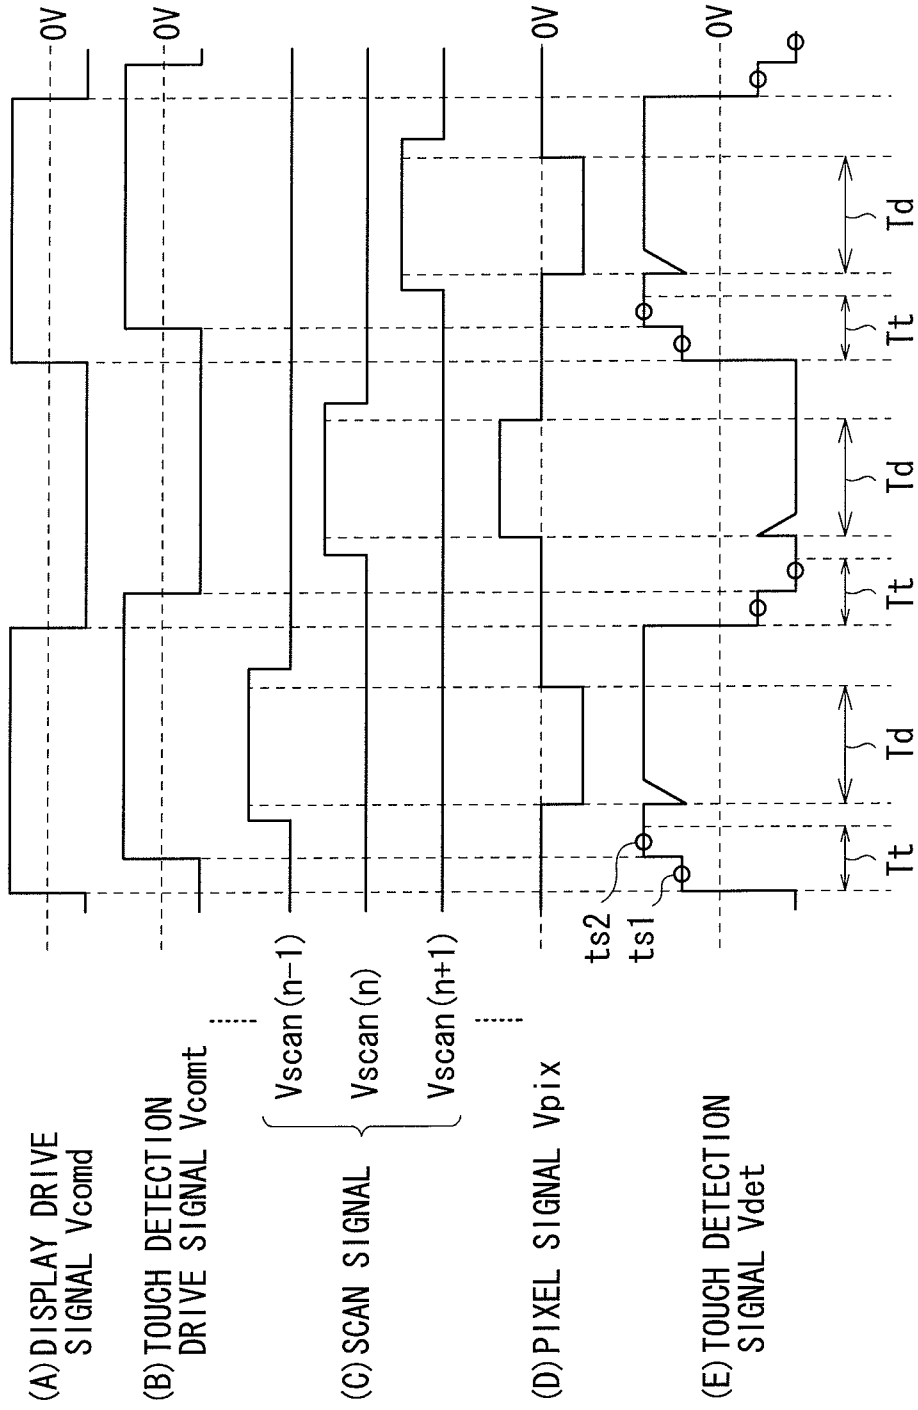 (A)DISPLAY DRIVE
SIGNAL Vcomd
0V
(B)TOUCH DETECTION
DRIVE SIGNAL Vcomt
0V
(C)SCAN SIGNAL
Vscan(n-1)
Vscan(n)
Vscan(n+1)
(D)PIXEL SIGNAL Vpix
0V
ts2
ts1
(E)TOUCH DETECTION
SIGNAL Vdet
0V
Tt
Td
Tt
Td
Tt
Td